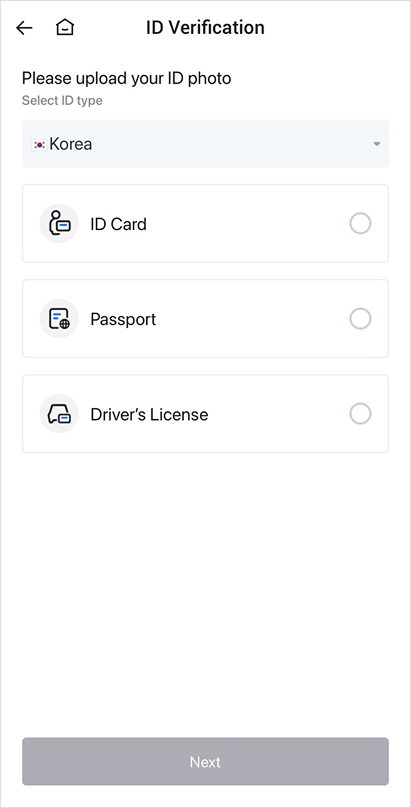 ID Verification
Please upload your ID photo
Select ID type
Korea
ID Card
Passport
Driver's License
Next